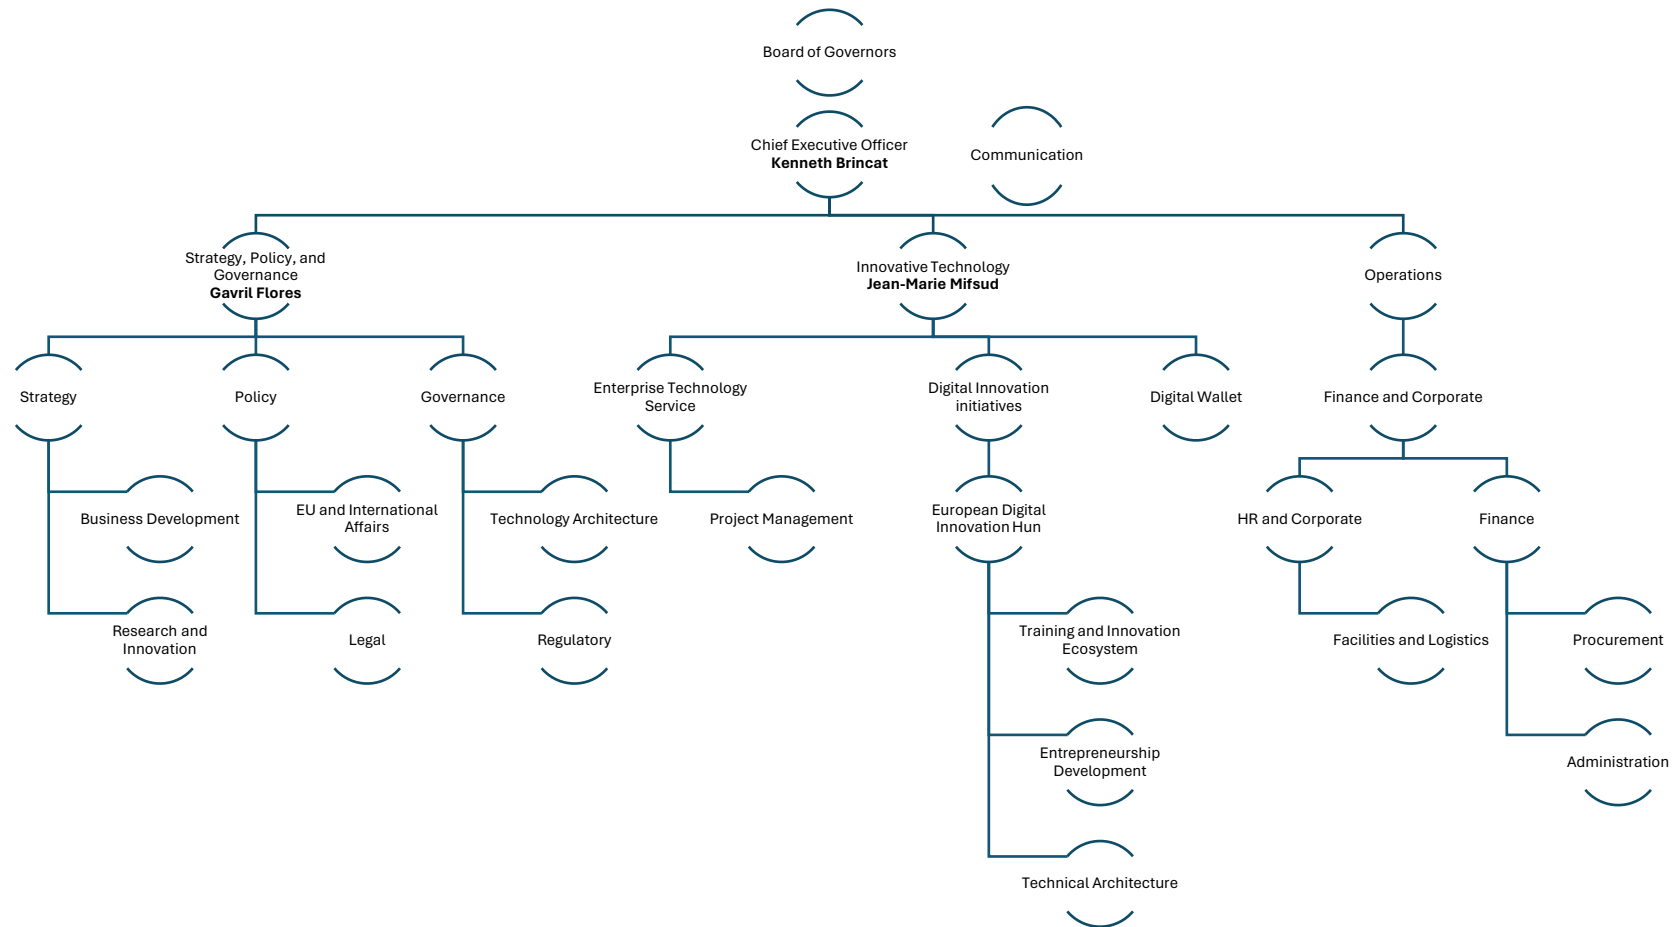 Board of Governors
Chief Executive Officer
Kenneth Brincat
Communication
Strategy, Policy, and
Governance
Gavril Flores
Innovative Technology
Jean-Marie Mifsud
Operations
Strategy
Policy
Governance
Enterprise Technology
Service
Digital Innovation
initiatives
Digital Wallet
Finance and Corporate
Business Development
EU and International
Affairs
Technology Architecture
Project Management
European Digital
Innovation Hun
HR and Corporate
Finance
Research and
Innovation
Legal
Regulatory
Training and Innovation
Ecosystem
Facilities and Logistics
Procurement
Entrepreneurship
Development
Administration
Technical Architecture